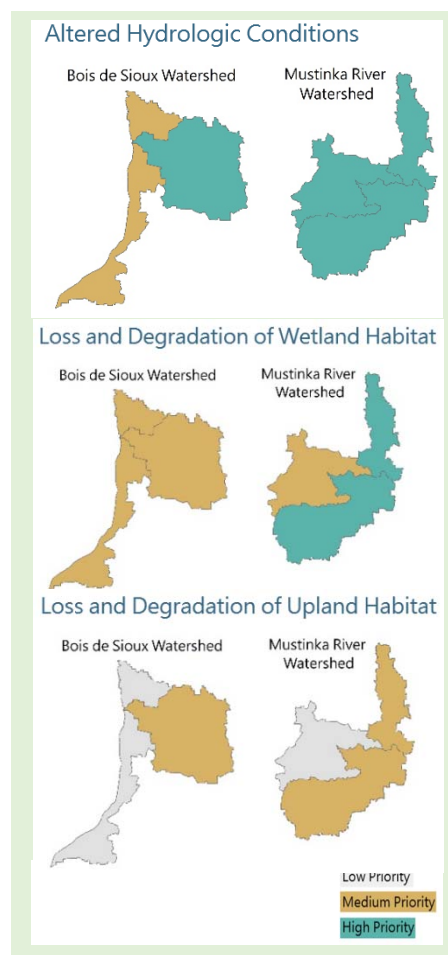 Altered Hydrologic Conditions
Bois de Sioux Watershed
Mustinka River
Watershed
Loss and Degradation of Wetland Habitat
Bois de Sioux Watershed
Mustinka River
Watershed
Loss and Degradation of Upland Habitat
Bois de Sioux Watershed
Mustinka River
Watershed
Low Priority
Medium Priority
High Priority